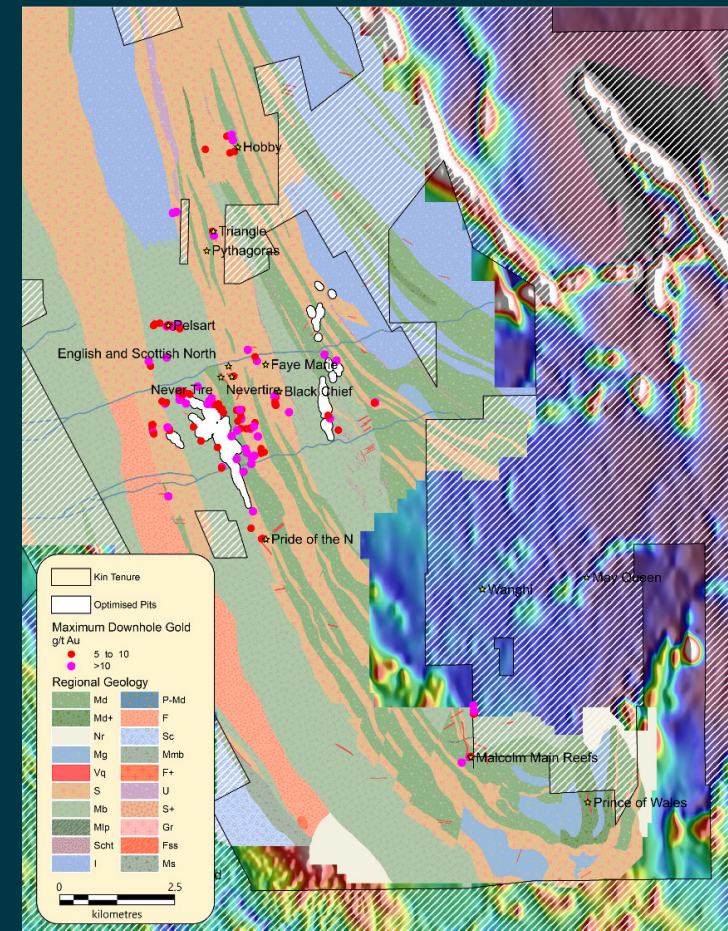 Hobby
Triangle
Pythagoras
Pelsart
English and Scottish North
Faye Marie
Never Tire
Nevertire
Black Chief
Pride of the N
May Queen
Wanghi
Malcolm Main Reefs
Prince of Wales
Kin Tenure
Optimised Pits
Maximum Downhole Gold
g/t Au
5 to 10
>10
Regional Geology
Md P-Md
Md+ F
Nr Sc
Mg Mmb
Vq F+
S U
Mb S+
Mlp Gr
Scht Fss
I Ms
0 2.5
kilometres
d